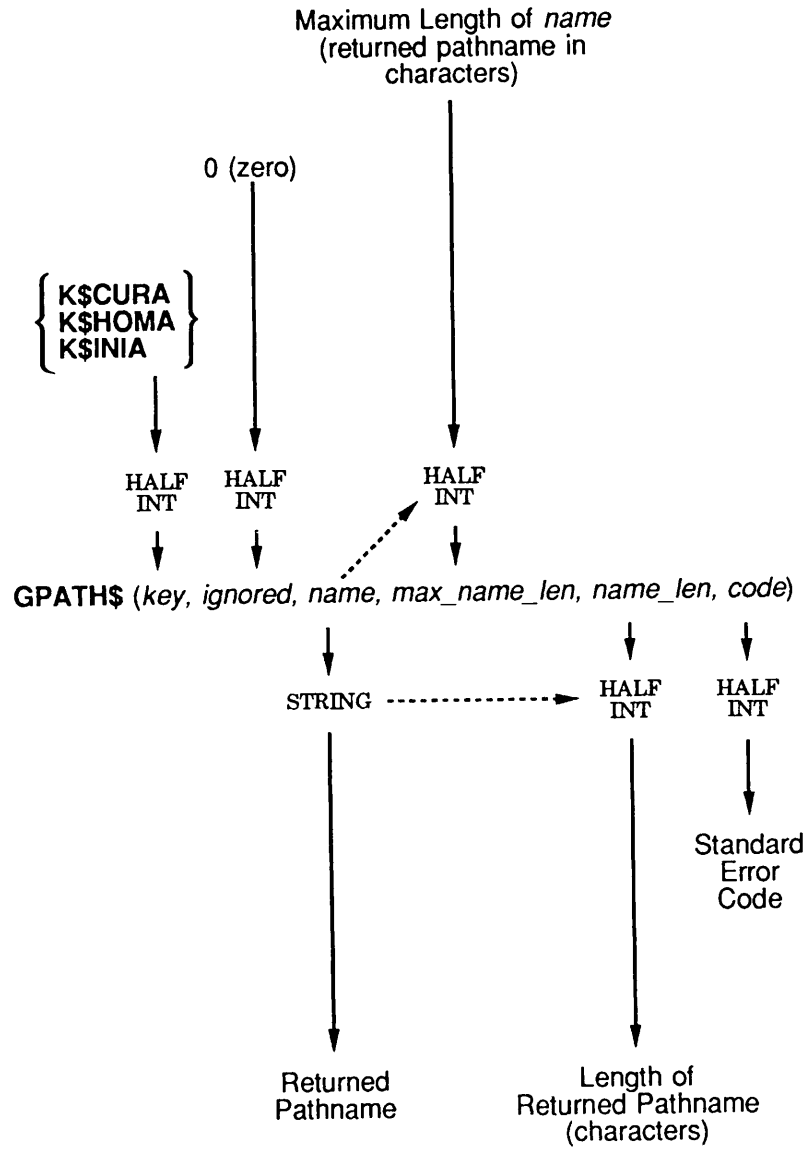 Maximum Length of name
(returned pathname in
characters)
0 (zero)
K$CURA
K$HOMA
K$INIA
HALF
INT
HALF
INT
HALF
INT
GPATH$ (key, ignored, name, max_name_len, name_len, code)
STRING
HALF
INT
HALF
INT
Standard
Error
Code
Returned
Pathname
Length of
Returned Pathname
(characters)